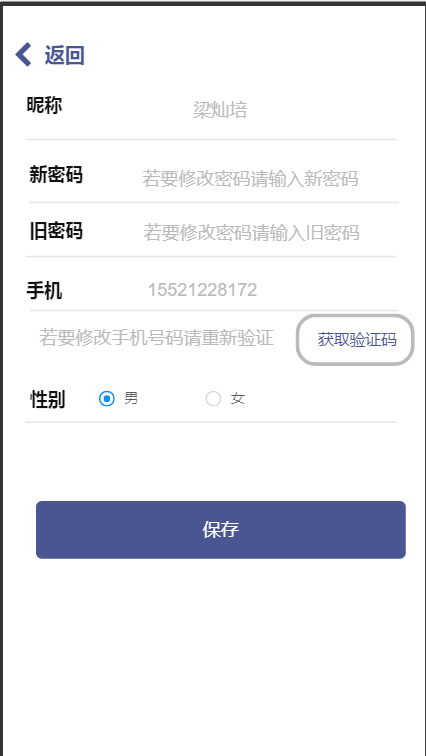 返回
昵称 梁灿培
新密码 若要修改密码请输入新密码
旧密码 若要修改密码请输入旧密码
手机 15521228172
若要修改手机号码请重新验证 获取验证码
性别 男 女
保存